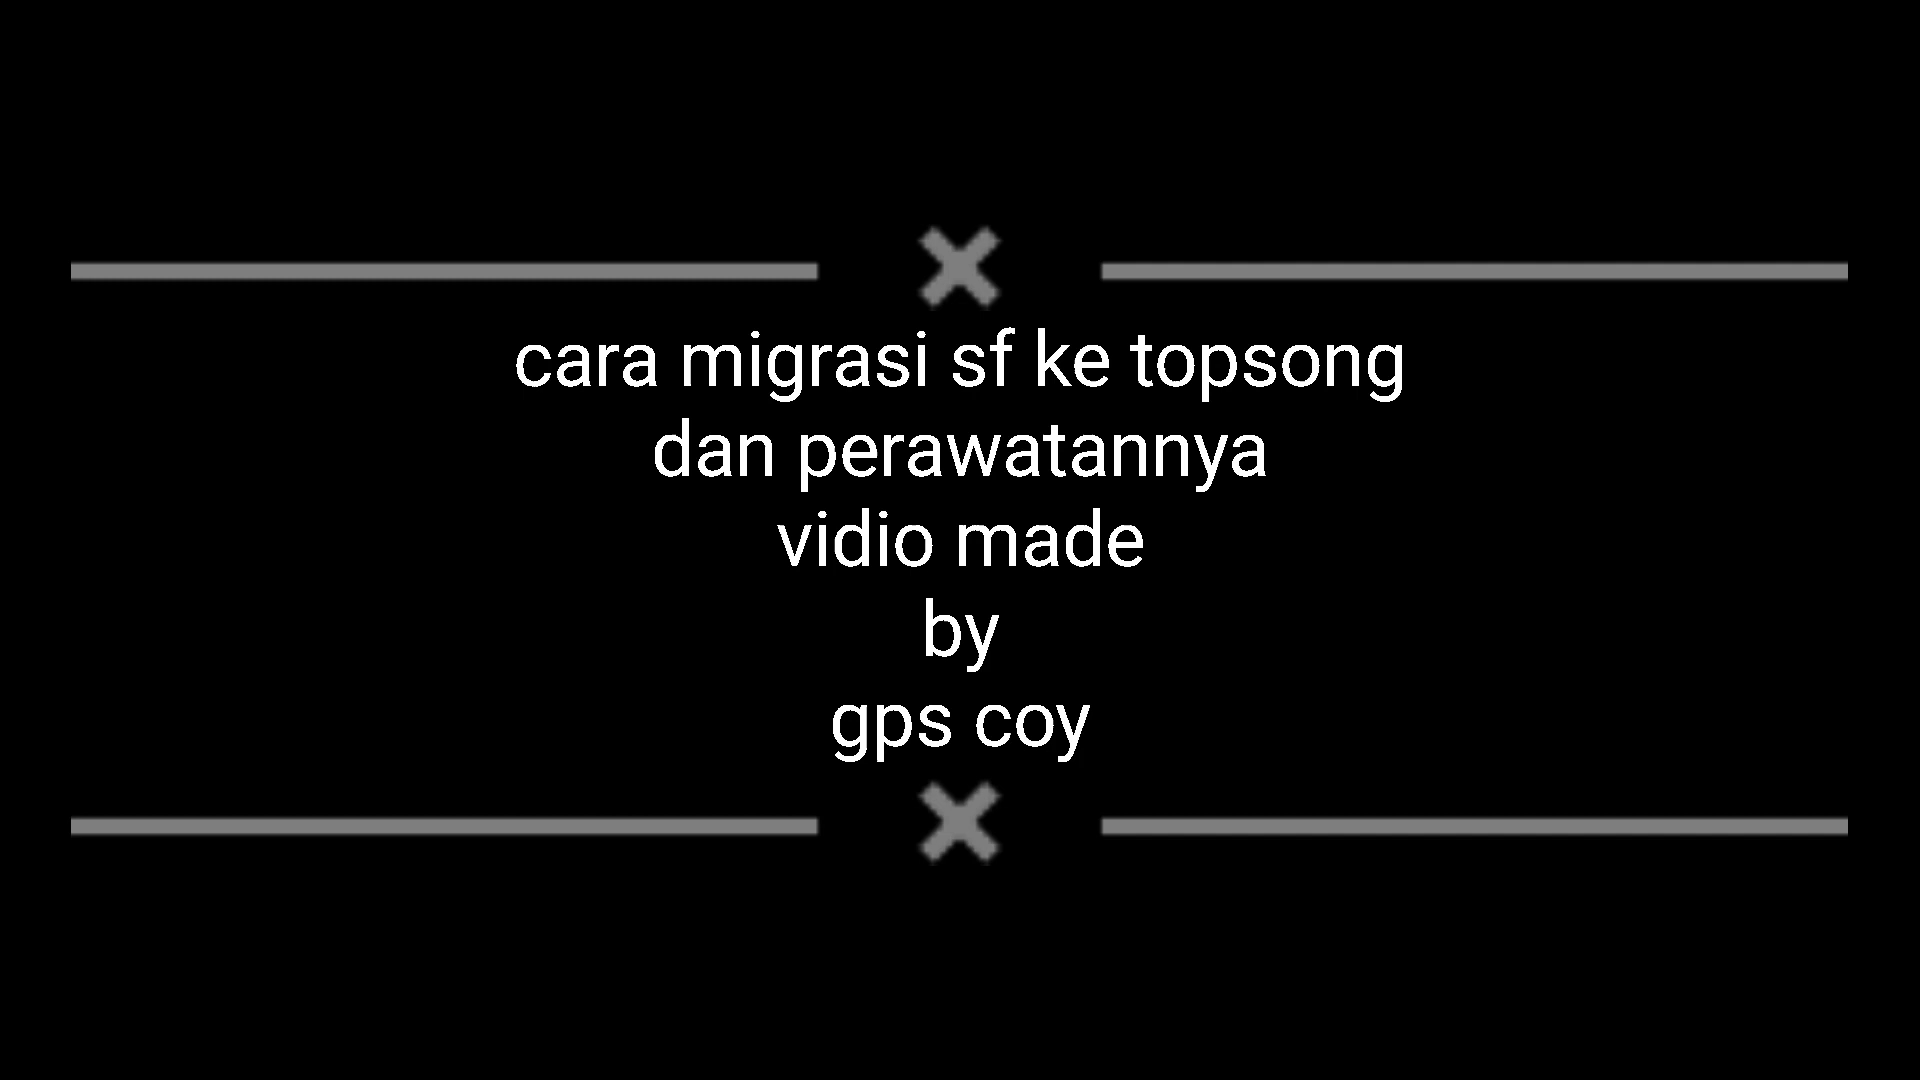 cara migrasi sf ke topsong
dan perawatannya
vidio made
by
gps coy